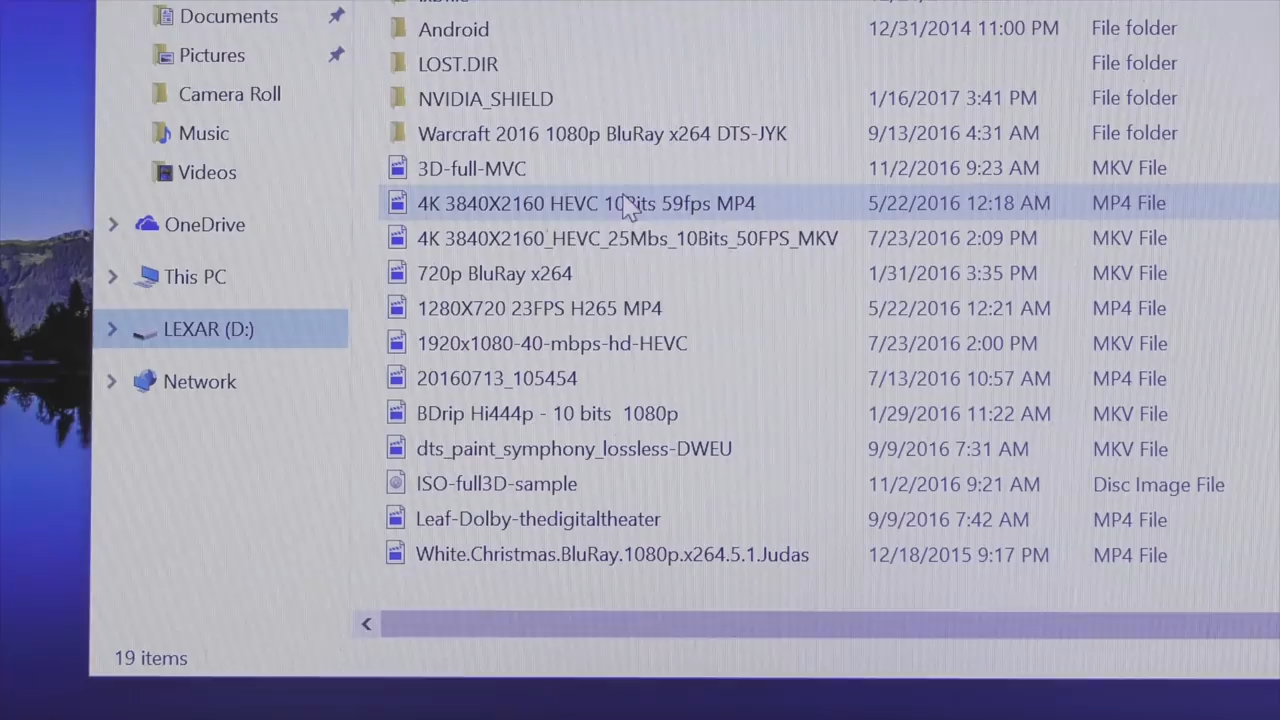 Documents
Pictures
Camera Roll
Music
Videos
OneDrive
This PC
LEXAR (D:)
Network
Android 12/31/2014 11:00 PM File folder
LOST.DIR File folder
NVIDIA_SHIELD 1/16/2017 3:41 PM File folder
Warcraft 2016 1080p BluRay x264 DTS-JYK 9/13/2016 4:31 AM File folder
3D-full-MVC 11/2/2016 9:23 AM MKV File
4K 3840X2160 HEVC 10Bits 59fps MP4 5/22/2016 12:18 AM MP4 File
4K 3840X2160_HEVC_25Mbs_10Bits_50FPS_MKV 7/23/2016 2:09 PM MKV File
720p BluRay x264 1/31/2016 3:35 PM MKV File
1280X720 23FPS H265 MP4 5/22/2016 12:21 AM MP4 File
1920x1080-40-mbps-hd-HEVC 7/23/2016 2:00 PM MKV File
20160713_105454 7/13/2016 10:57 AM MP4 File
BDrip Hi444p - 10 bits 1080p 1/29/2016 11:22 AM MKV File
dts_paint_symphony_lossless-DWEU 9/9/2016 7:31 AM MKV File
ISO-full3D-sample 11/2/2016 9:21 AM Disc Image File
Leaf-Dolby-thedigitaltheater 9/9/2016 7:42 AM MP4 File
White.Christmas.BluRay.1080p.x264.5.1.Judas 12/18/2015 9:17 PM MP4 File
19 items